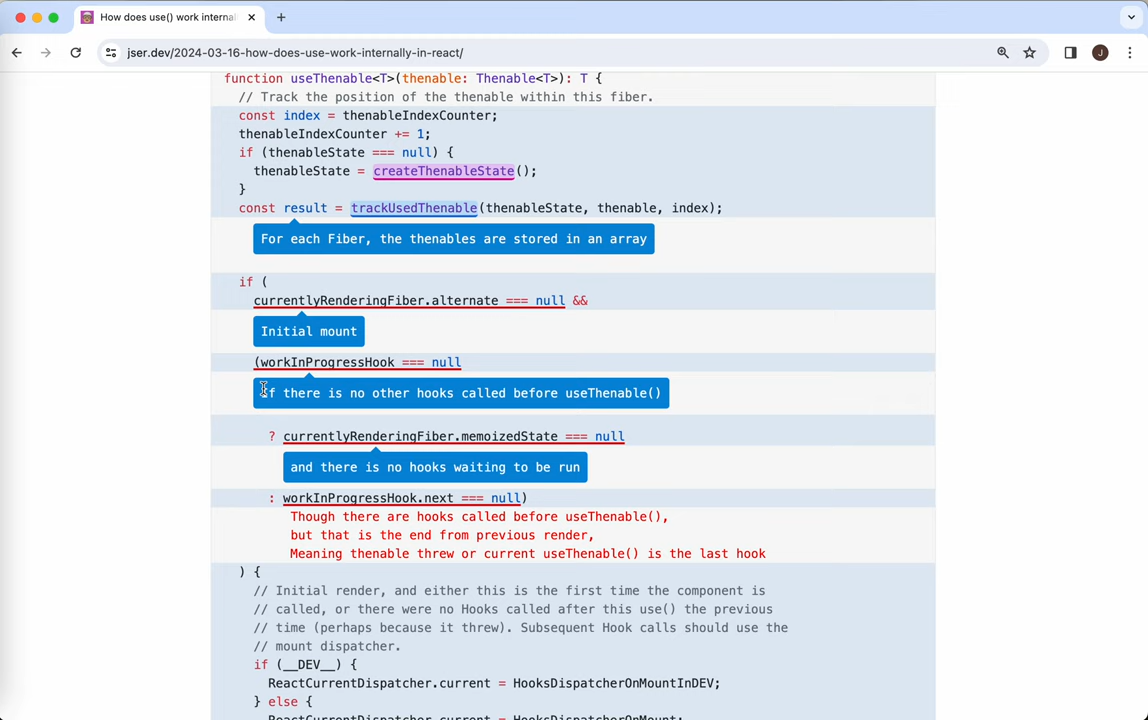 How does use() work interna
jser.dev/2024-03-16-how-does-use-work-internally-in-react/
J
function useThenable<T>(thenable: Thenable<T>): T {
// Track the position of the thenable within this fiber.
const index = thenableIndexCounter;
thenableIndexCounter += 1;
if (thenableState === null) {
thenableState = createThenableState();
}
const result = trackUsedThenable(thenableState, thenable, index);
For each Fiber, the thenables are stored in an array
if (
currentlyRenderingFiber.alternate === null &&
Initial mount
(workInProgressHook === null
If there is no other hooks called before useThenable()
? currentlyRenderingFiber.memoizedState === null
and there is no hooks waiting to be run
: workInProgressHook.next === null)
Though there are hooks called before useThenable(),
but that is the end from previous render,
Meaning thenable threw or current useThenable() is the last hook
) {
// Initial render, and either this is the first time the component is
// called, or there were no Hooks called after this use() the previous
// time (perhaps because it threw). Subsequent Hook calls should use the
// mount dispatcher.
if (__DEV__) {
ReactCurrentDispatcher.current = HooksDispatcherOnMountInDEV;
} else {
ReactCurrentDispatcher.current = HooksDispatcherOnMount;